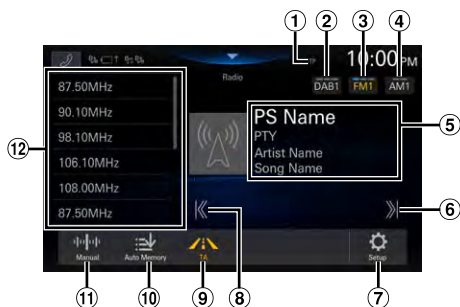 1 2 3 4
TP 10:00 PM
Radio
DAB1 FM1 AM1
87.50MHz
90.10MHz
98.10MHz
106.10MHz
108.00MHz
87.50MHz
PS Name
PTY
Artist Name
Song Name
12
5
6
Manual
Auto Memory
TA
Setup
11 10 9 8 7